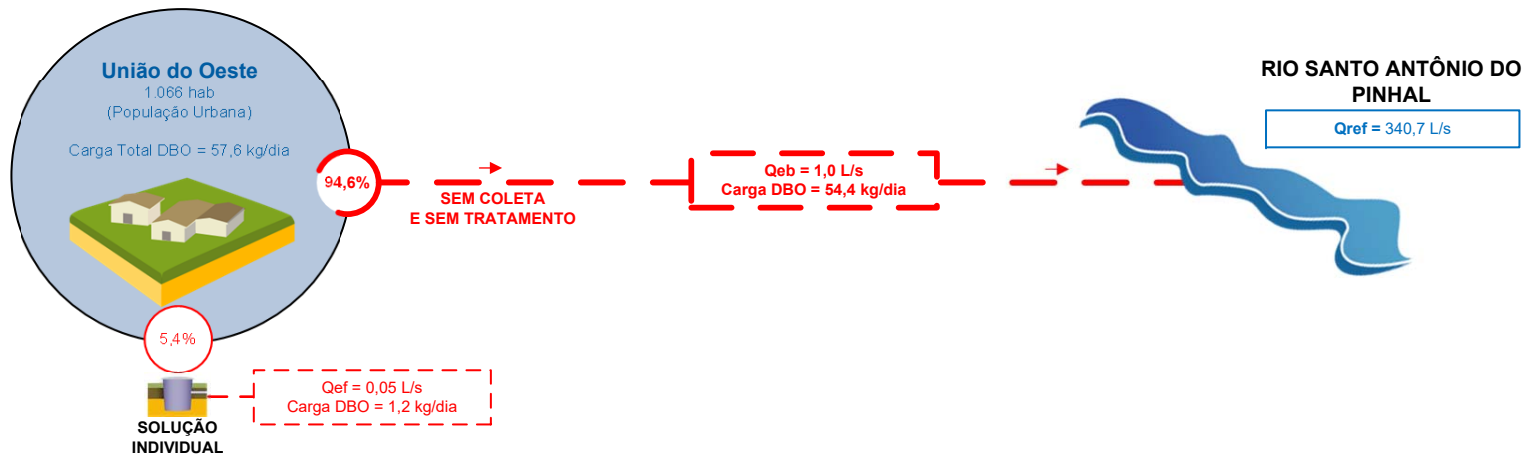 União do Oeste
1.066 hab
(População Urbana)
Carga Total DBO = 57,6 kg/dia
94,6%
SEM COLETA
E SEM TRATAMENTO
Qeb = 1,0 L/s
Carga DBO = 54,4 kg/dia
RIO SANTO ANTÔNIO DO
PINHAL
Qref = 340,7 L/s
5,4%
SOLUÇÃO
INDIVIDUAL
Qef = 0,05 L/s
Carga DBO = 1,2 kg/dia